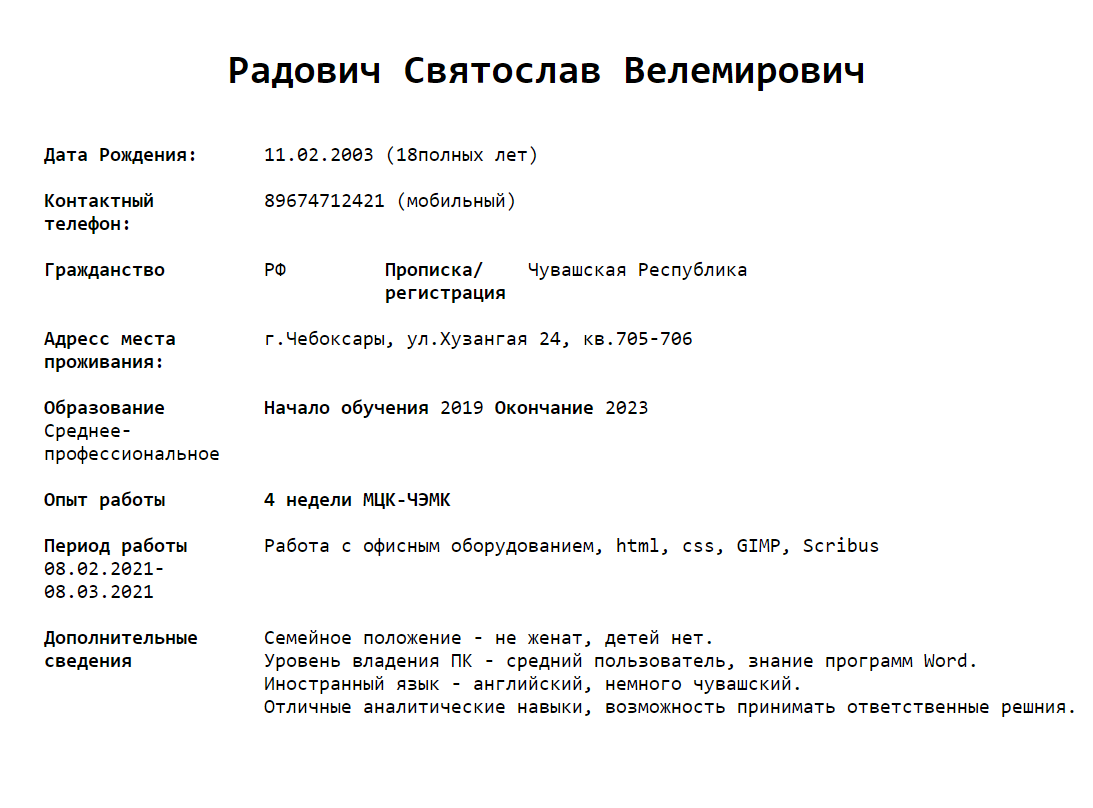 Радович Святослав Велемирович
Дата Рождения: 11.02.2003 (18полных лет)
Контактный телефон: 89674712421 (мобильный)
Гражданство РФ Прописка/регистрация Чувашская Республика
Адресс места проживания: г.Чебоксары, ул.Хузангая 24, кв.705-706
Образование Начало обучения 2019 Окончание 2023
Среднее-
профессиональное
Опыт работы 4 недели МЦК-ЧЭМК
Период работы Работа с офисным оборудованием, html, css, GIMP, Scribus
08.02.2021-
08.03.2021
Дополнительные сведения
Семейное положение - не женат, детей нет.
Уровень владения ПК - средний пользователь, знание программ Word.
Иностранный язык - английский, немного чувашский.
Отличные аналитические навыки, возможность принимать ответственные решния.